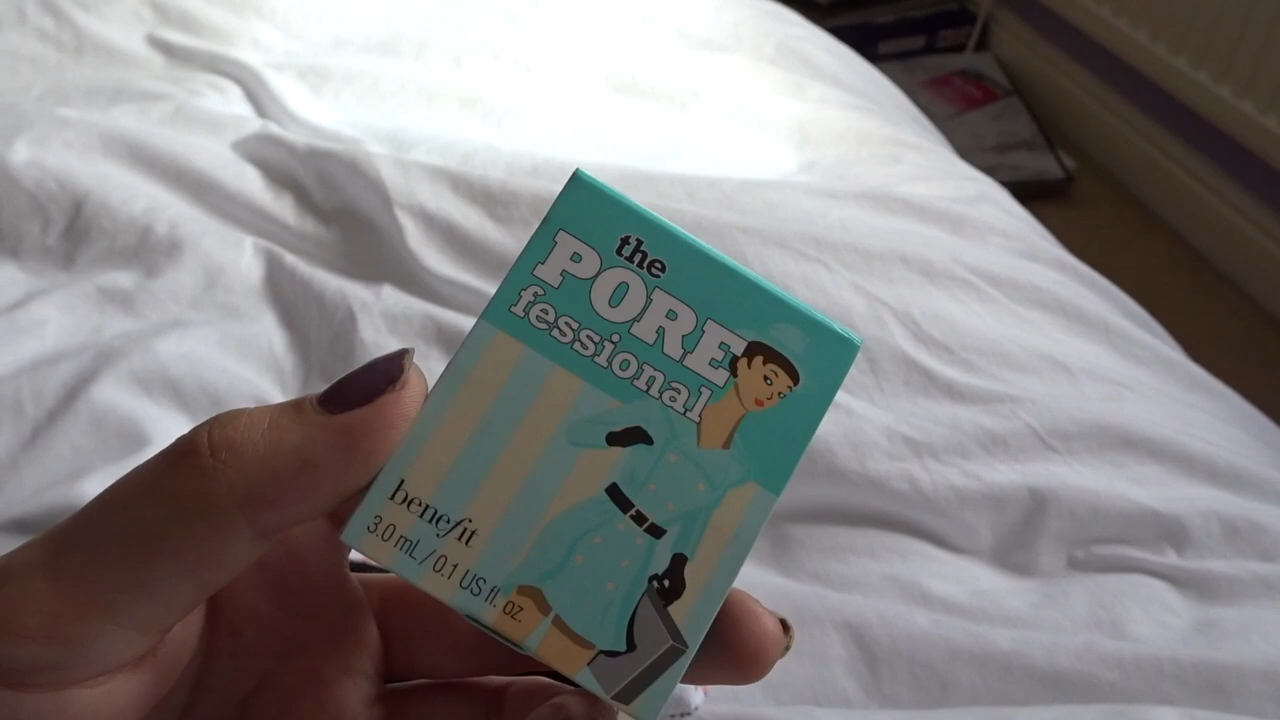 the
PORE
fessional
benefit
3.0 mL / 0.1 US fl. oz.